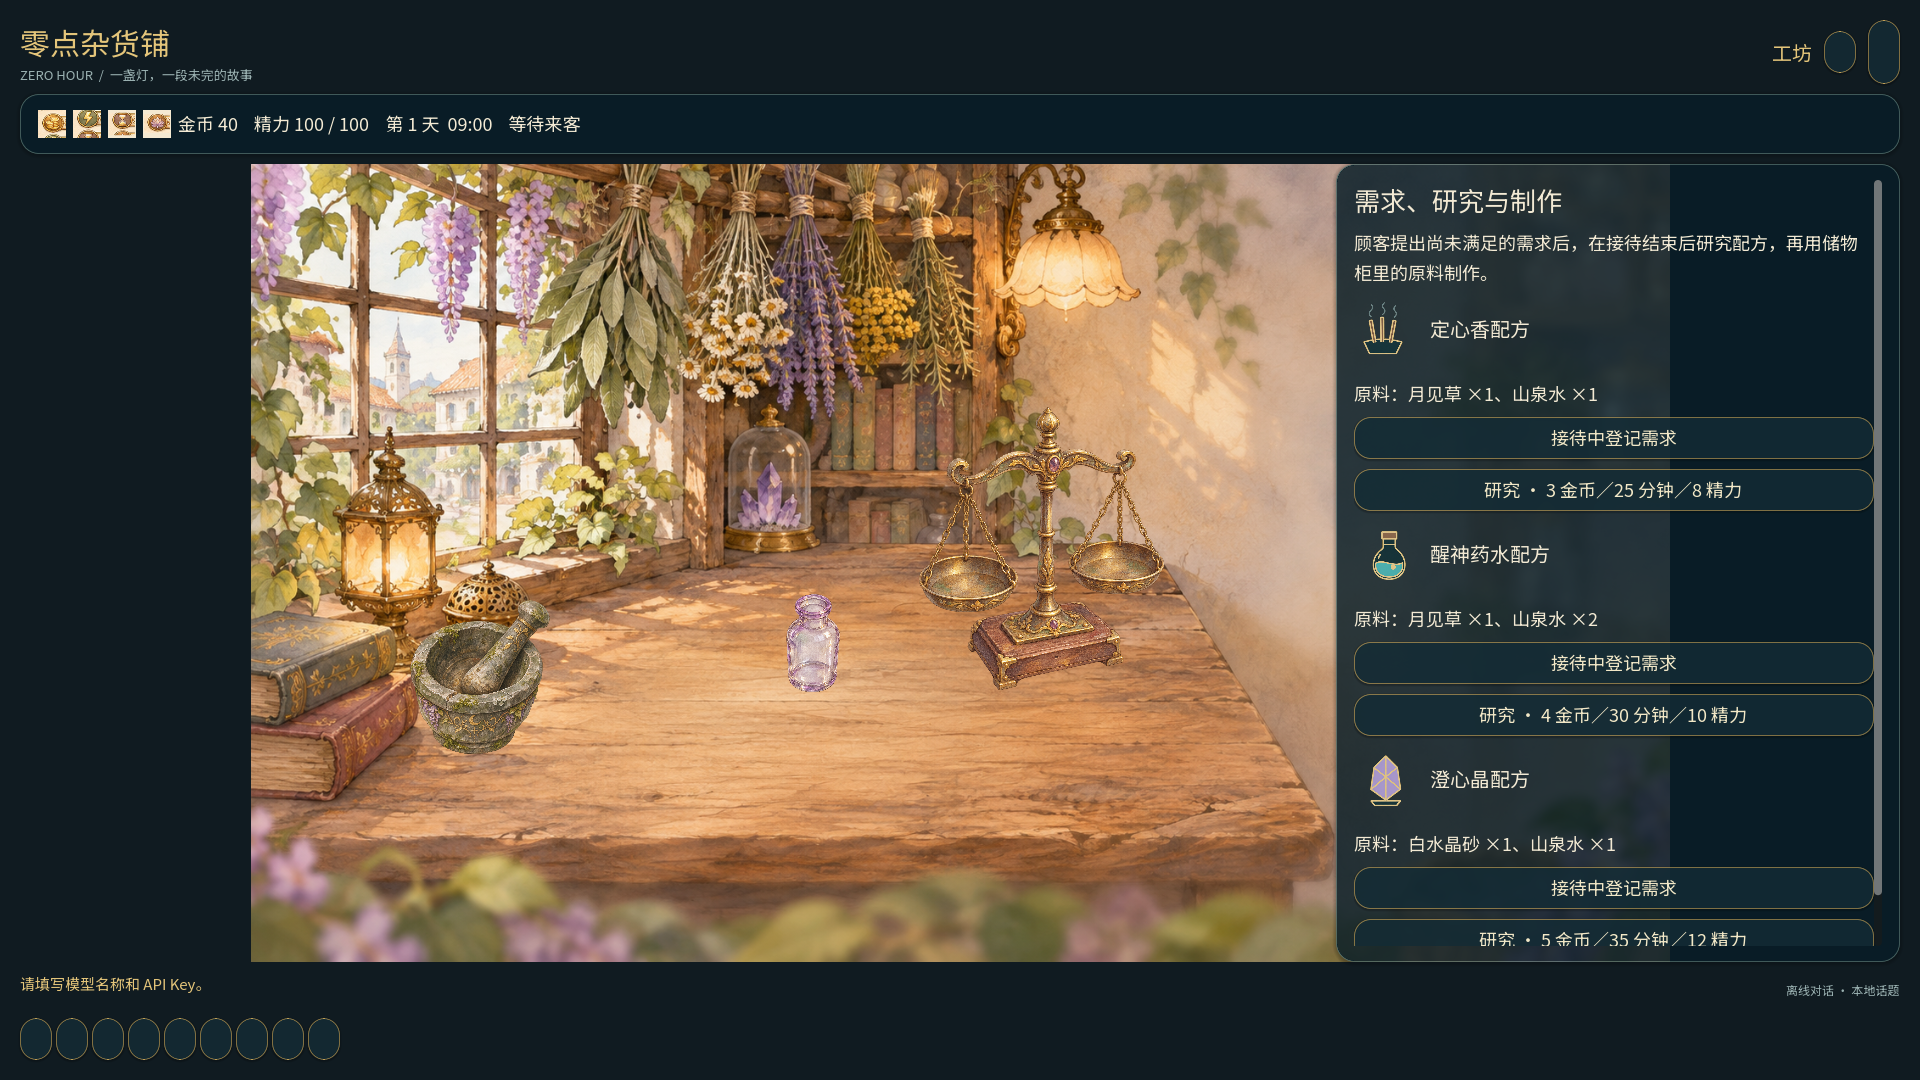 零点杂货铺
ZERO HOUR / 一盏灯，一段未完的故事
工坊
金币 40 精力 100 / 100 第 1 天 09:00 等待来客
需求、研究与制作
顾客提出尚未满足的需求后，在接待结束后研究配方，再用储物
柜里的原料制作。
定心香配方
原料：月见草 ×1、山泉水 ×1
接待中登记需求
研究 · 3 金币／25 分钟／8 精力
醒神药水配方
原料：月见草 ×1、山泉水 ×2
接待中登记需求
研究 · 4 金币／30 分钟／10 精力
澄心晶配方
原料：白水晶砂 ×1、山泉水 ×1
接待中登记需求
研究 · 5 金币／35 分钟／12 精力
请填写模型名称和 API Key。
离线对话 · 本地话题